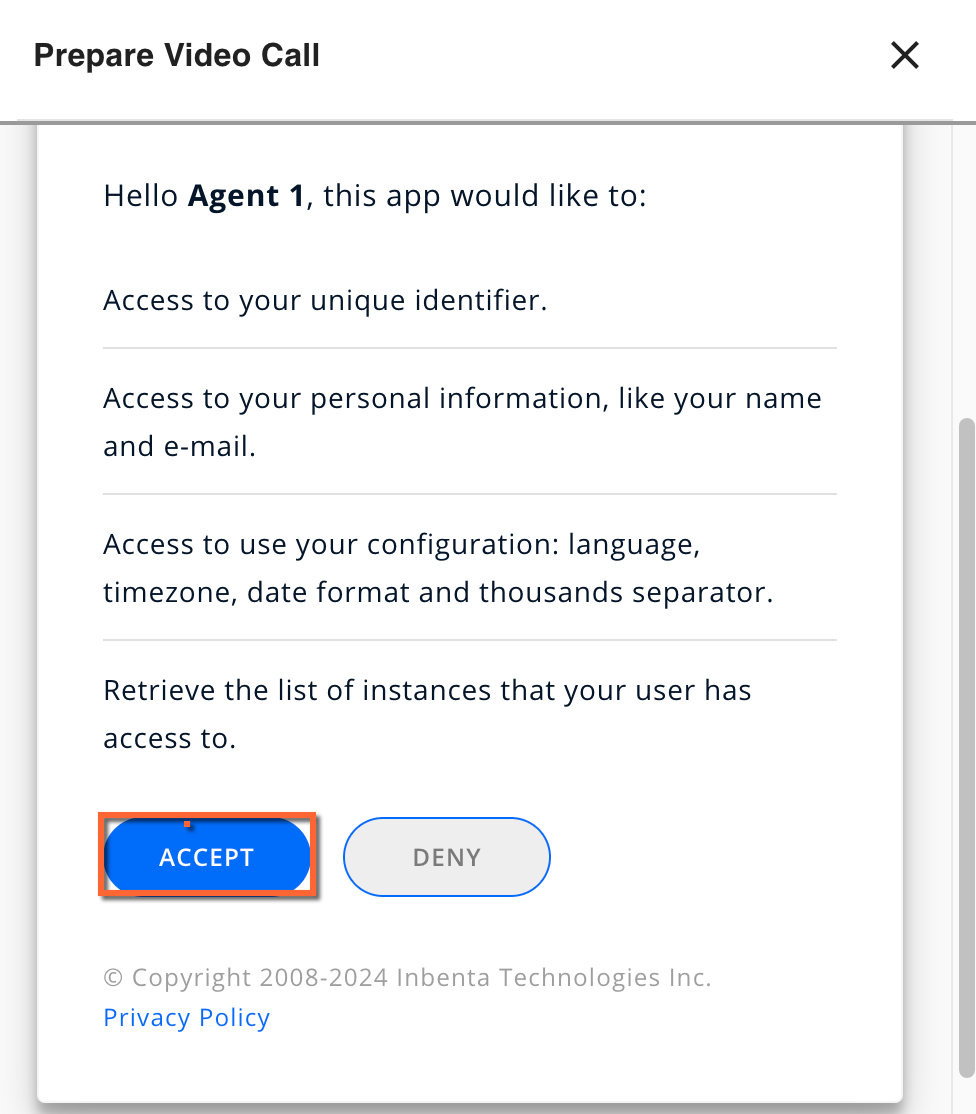 Prepare Video Call
Hello Agent 1, this app would like to:
Access to your unique identifier.
Access to your personal information, like your name
and e-mail.
Access to use your configuration: language,
timezone, date format and thousands separator.
Retrieve the list of instances that your user has
access to.
ACCEPT DENY
© Copyright 2008-2024 Inbenta Technologies Inc.
Privacy Policy